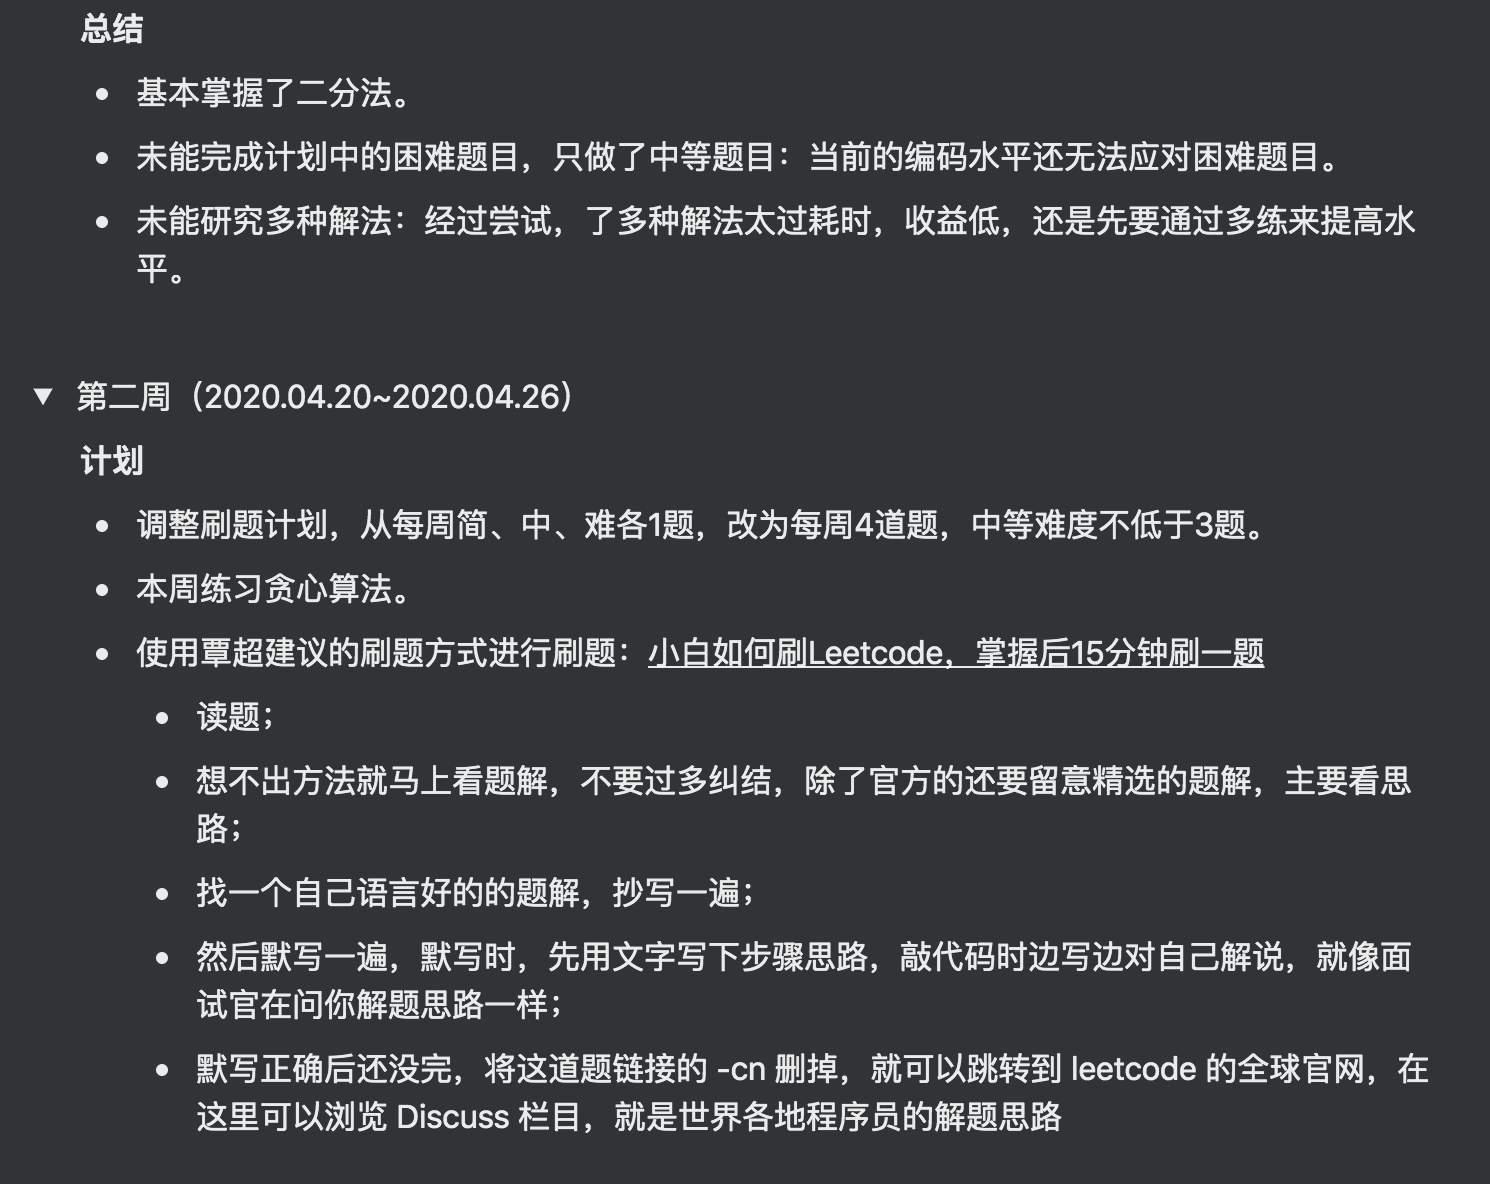 总结
基本掌握了二分法。
未能完成计划中的困难题目，只做了中等题目：当前的编码水平还无法应对困难题目。
未能研究多种解法：经过尝试，了多种解法太过耗时，收益低，还是先要通过多练来提高水
平。
第二周（2020.04.20~2020.04.26）
计划
调整刷题计划，从每周简、中、难各1题，改为每周4道题，中等难度不低于3题。
本周练习贪心算法。
使用覃超建议的刷题方式进行刷题：小白如何刷Leetcode，掌握后15分钟刷一题
读题；
想不出方法就马上看题解，不要过多纠结，除了官方的还要留意精选的题解，主要看思
路；
找一个自己语言好的的题解，抄写一遍；
然后默写一遍，默写时，先用文字写下步骤思路，敲代码时边写边对自己解说，就像面
试官在问你解题思路一样；
默写正确后还没完，将这道题链接的 -cn 删掉，就可以跳转到 leetcode 的全球官网，在
这里可以浏览 Discuss 栏目，就是世界各地程序员的解题思路